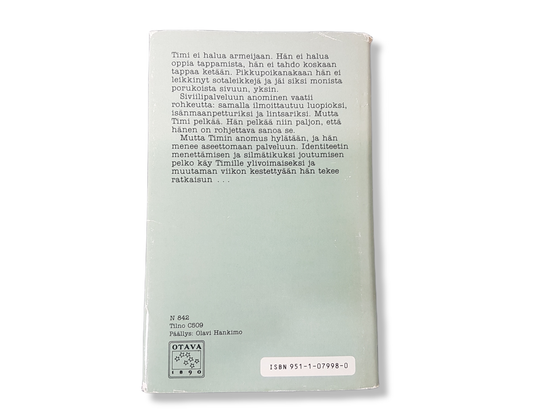 Timi ei halua armeijaan. Hän ei halua
oppia tappamista, hän ei tahdo koskaan
tappaa ketään. Pikkupoikanakaan hän ei
leikkinyt sotaleikkejä ja jäi siksi monista
porukoista sivuun, yksin.
Siviilipalveluun anominen vaatii
rohkeutta: samalla ilmoittautuu luopioksi,
isänmaanpetturiksi ja lintsariksi. Mutta
Timi pelkää. Hän pelkää niin paljon, että
hänen on rohjettava sanoa se.
Mutta Timin anomus hylätään, ja hän
menee aseettomaan palveluun. Identiteetin
menettämisen ja silmätikuksi joutumisen
pelko käy Timille ylivoimaiseksi ja
muutaman viikon kestettyään hän tekee
ratkaisun . . .
N 842
Tilno C509
Päällys: Olavi Hankimo
OTAVA
1890
ISBN 951-1-07998-0